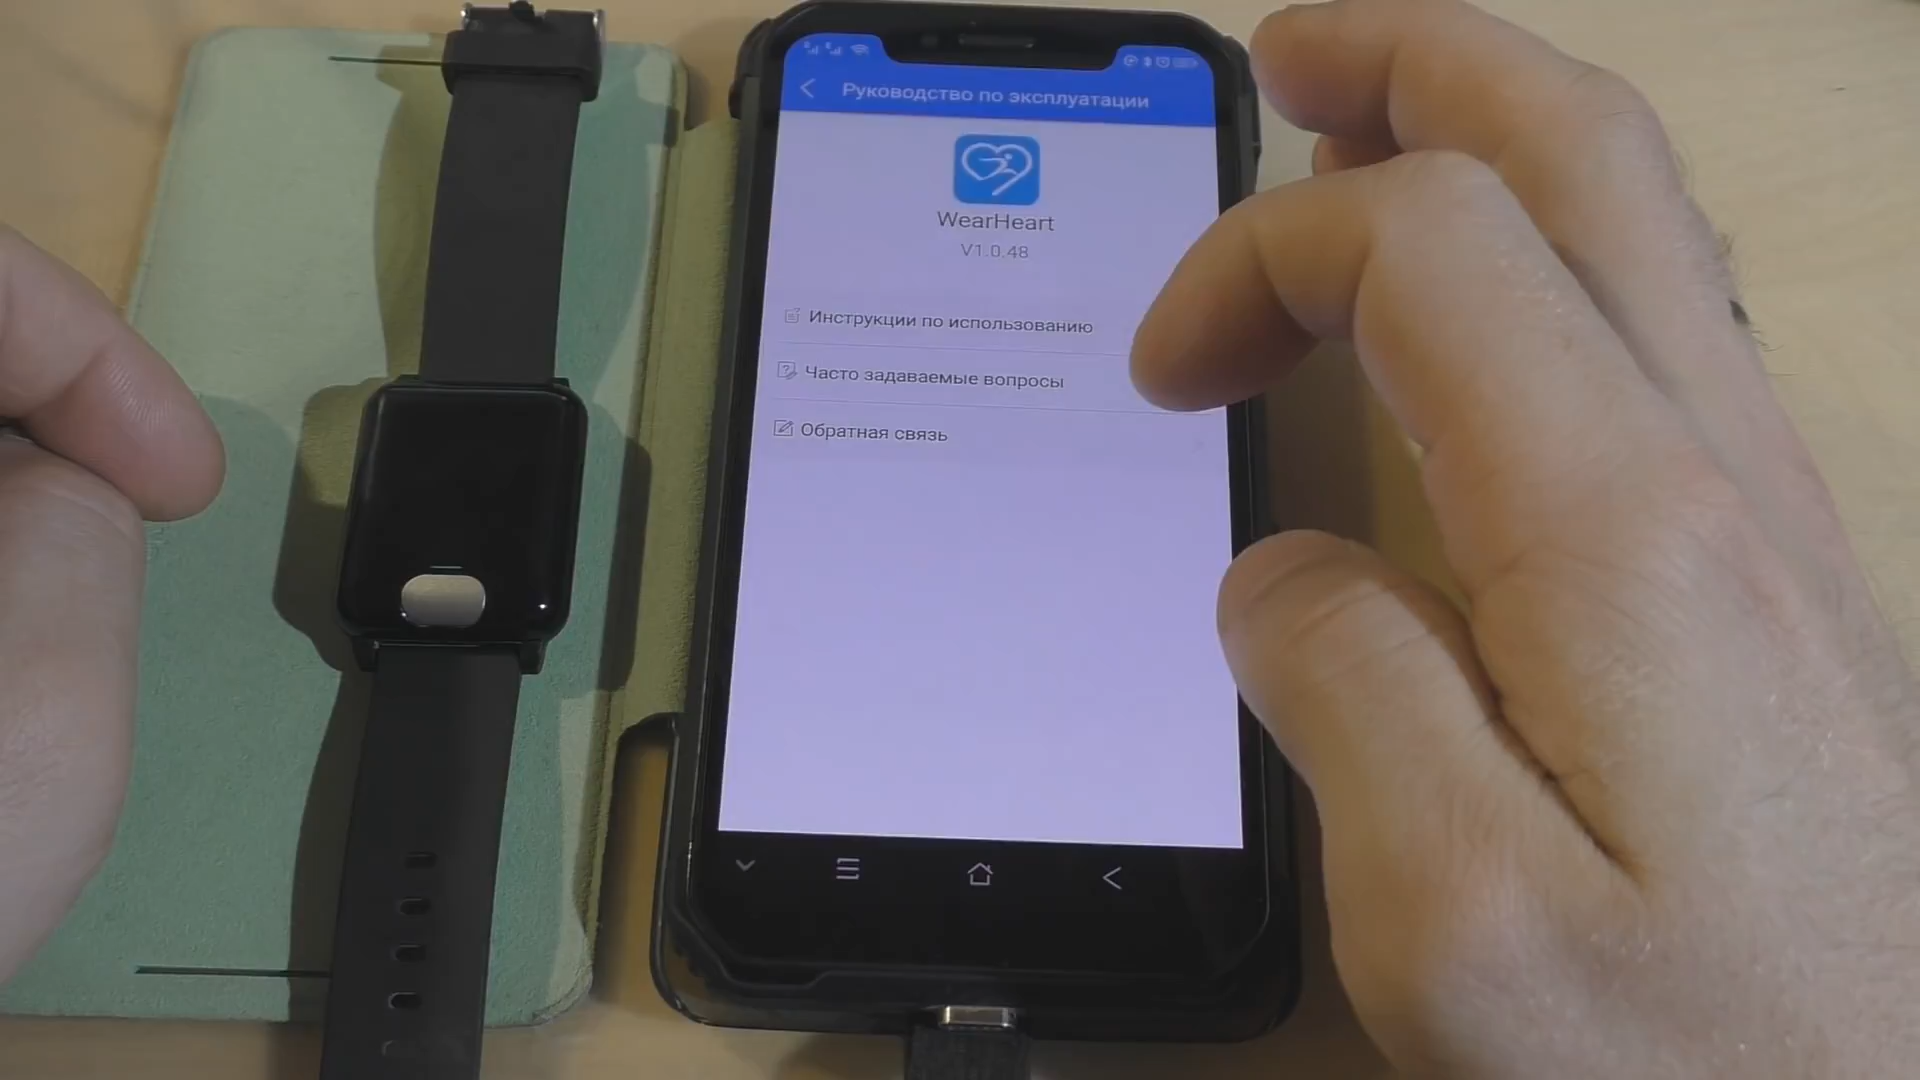 Руководство по эксплуатации
WearHeart
V1.0.48
Инструкции по использованию
Часто задаваемые вопросы
Обратная связь